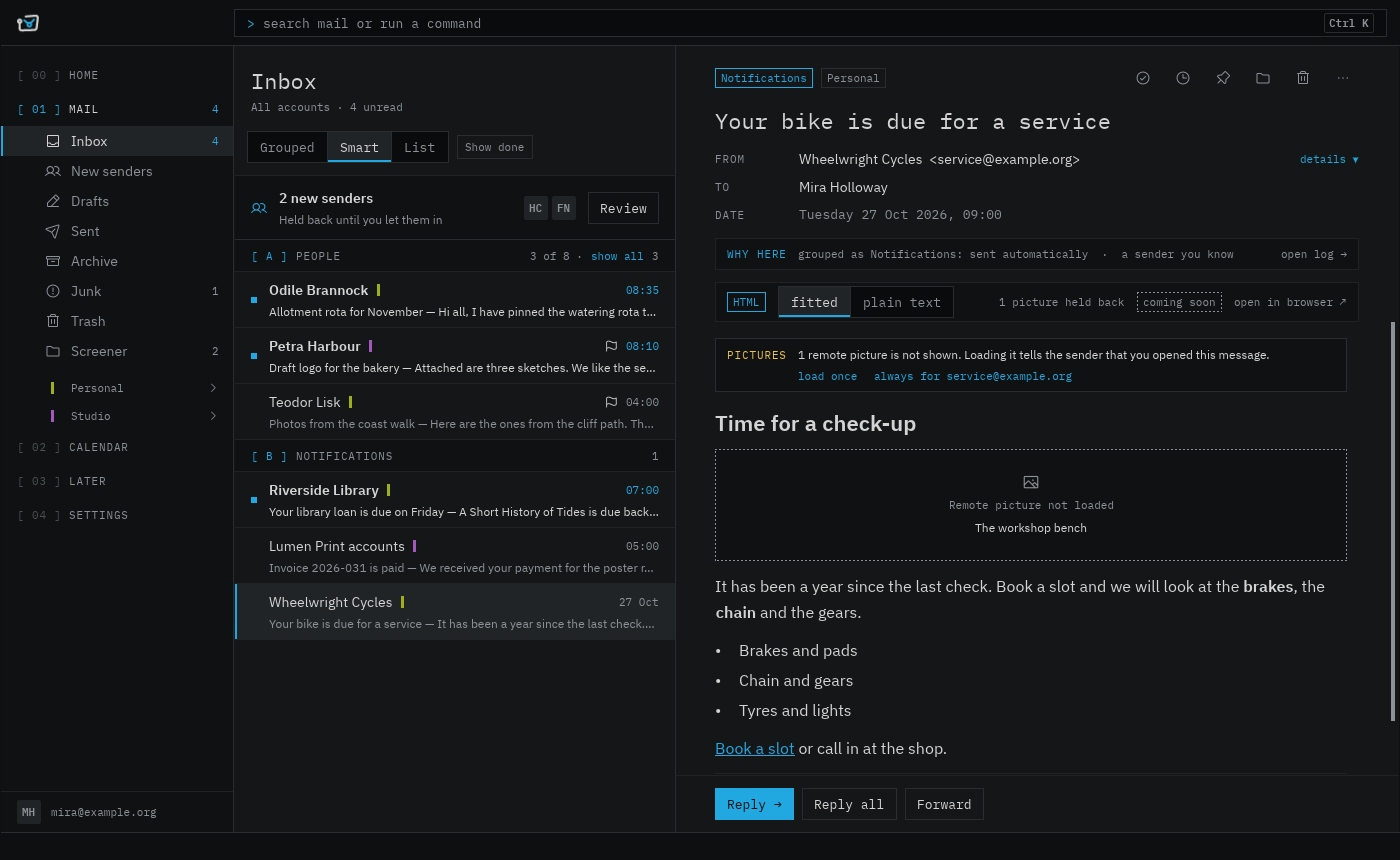 > search mail or run a command
Ctrl K
[ 00 ] HOME
[ 01 ] MAIL 4
Inbox 4
New senders
Drafts
Sent
Archive
Junk 1
Trash
Screener 2
Personal
Studio
[ 02 ] CALENDAR
[ 03 ] LATER
[ 04 ] SETTINGS
MH mira@example.org
Inbox
All accounts · 4 unread
Grouped Smart List Show done
2 new senders
Held back until you let them in
HC FN Review
[ A ] PEOPLE 3 of 8 · show all 3
Odile Brannock 08:35
Allotment rota for November — Hi all, I have pinned the watering rota t...
Petra Harbour 08:10
Draft logo for the bakery — Attached are three sketches. We like the se...
Teodor Lisk 04:00
Photos from the coast walk — Here are the ones from the cliff path. Th...
[ B ] NOTIFICATIONS 1
Riverside Library 07:00
Your library loan is due on Friday — A Short History of Tides is due back...
Lumen Print accounts 05:00
Invoice 2026-031 is paid — We received your payment for the poster r...
Wheelwright Cycles 27 Oct
Your bike is due for a service — It has been a year since the last check....
Notifications Personal
Your bike is due for a service
FROM Wheelwright Cycles <service@example.org> details ▾
TO Mira Holloway
DATE Tuesday 27 Oct 2026, 09:00
WHY HERE grouped as Notifications: sent automatically · a sender you know open log →
HTML fitted plain text 1 picture held back coming soon open in browser ↗
PICTURES 1 remote picture is not shown. Loading it tells the sender that you opened this message.
load once always for service@example.org
Time for a check-up
Remote picture not loaded
The workshop bench
It has been a year since the last check. Book a slot and we will look at the brakes, the
chain and the gears.
• Brakes and pads
• Chain and gears
• Tyres and lights
Book a slot or call in at the shop.
Reply → Reply all Forward